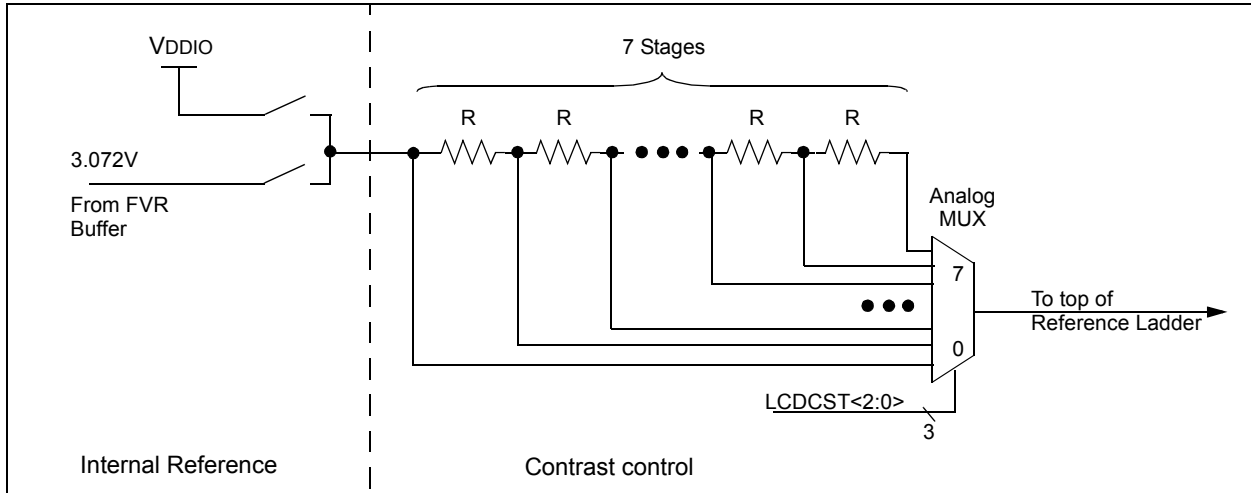 VDDIO
7 Stages
R
R
R
R
3.072V
From FVR
Buffer
Analog
MUX
7
To top of
Reference Ladder
0
LCDCST<2:0>
3
Internal Reference
Contrast control